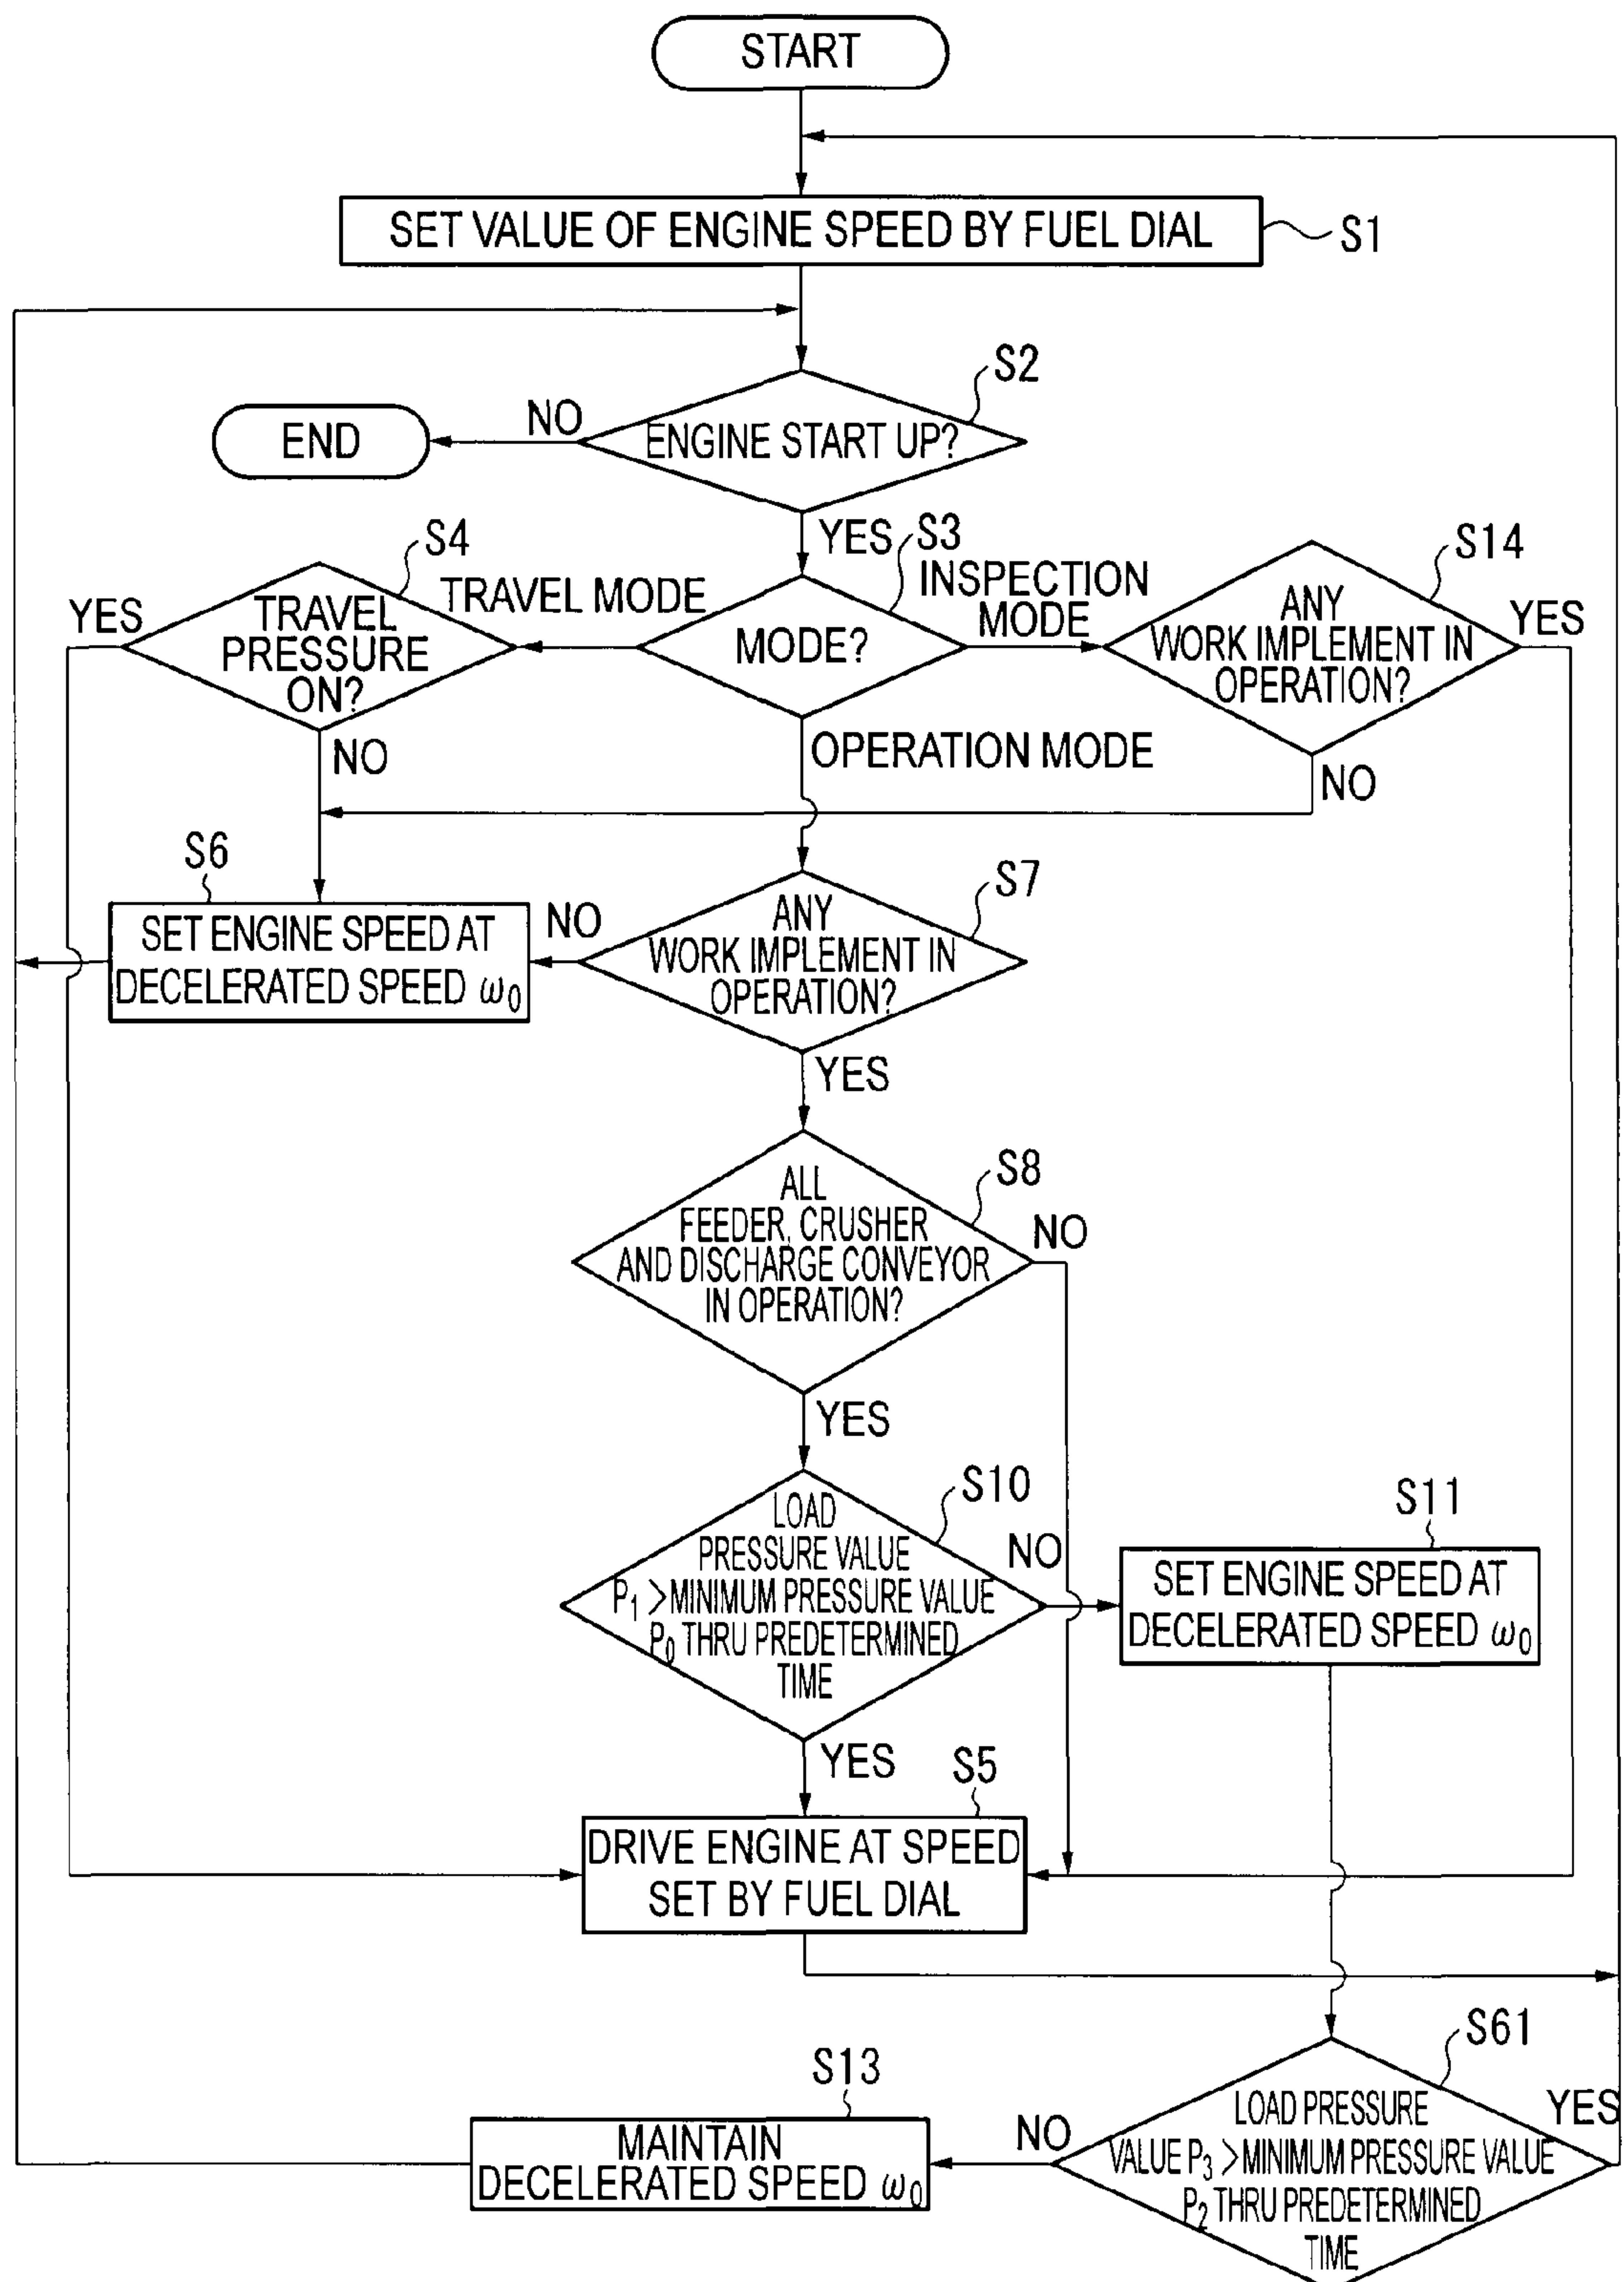 START
SET VALUE OF ENGINE SPEED BY FUEL DIAL
S1
S2
NO
END
ENGINE START UP?
YES
S3
S4
S14
INSPECTION
MODE
TRAVEL MODE
YES
TRAVEL
PRESSURE
ON?
MODE?
ANY
WORK IMPLEMENT IN
OPERATION?
YES
NO
OPERATION MODE
NO
S6
SET ENGINE SPEED AT
DECELERATED SPEED ω0
NO
S7
ANY
WORK IMPLEMENT IN
OPERATION?
YES
S8
ALL
FEELER, CRUSHER
AND DISCHARGE CONVEYOR
IN OPERATION?
NO
YES
S10
LOAD
PRESSURE VALUE
P1 >MINIMUM PRESSURE VALUE
P0 THRU PREDETERMINED
TIME
NO
S11
SET ENGINE SPEED AT
DECELERATED SPEED ω0
YES
S5
DRIVE ENGINE AT SPEED
SET BY FUEL DIAL
S61
LOAD PRESSURE
VALUE P3 >MINIMUM PRESSURE VALUE
P2 THRU PREDETERMINED
TIME
YES
NO
S13
MAINTAIN
DECELERATED SPEED ω0